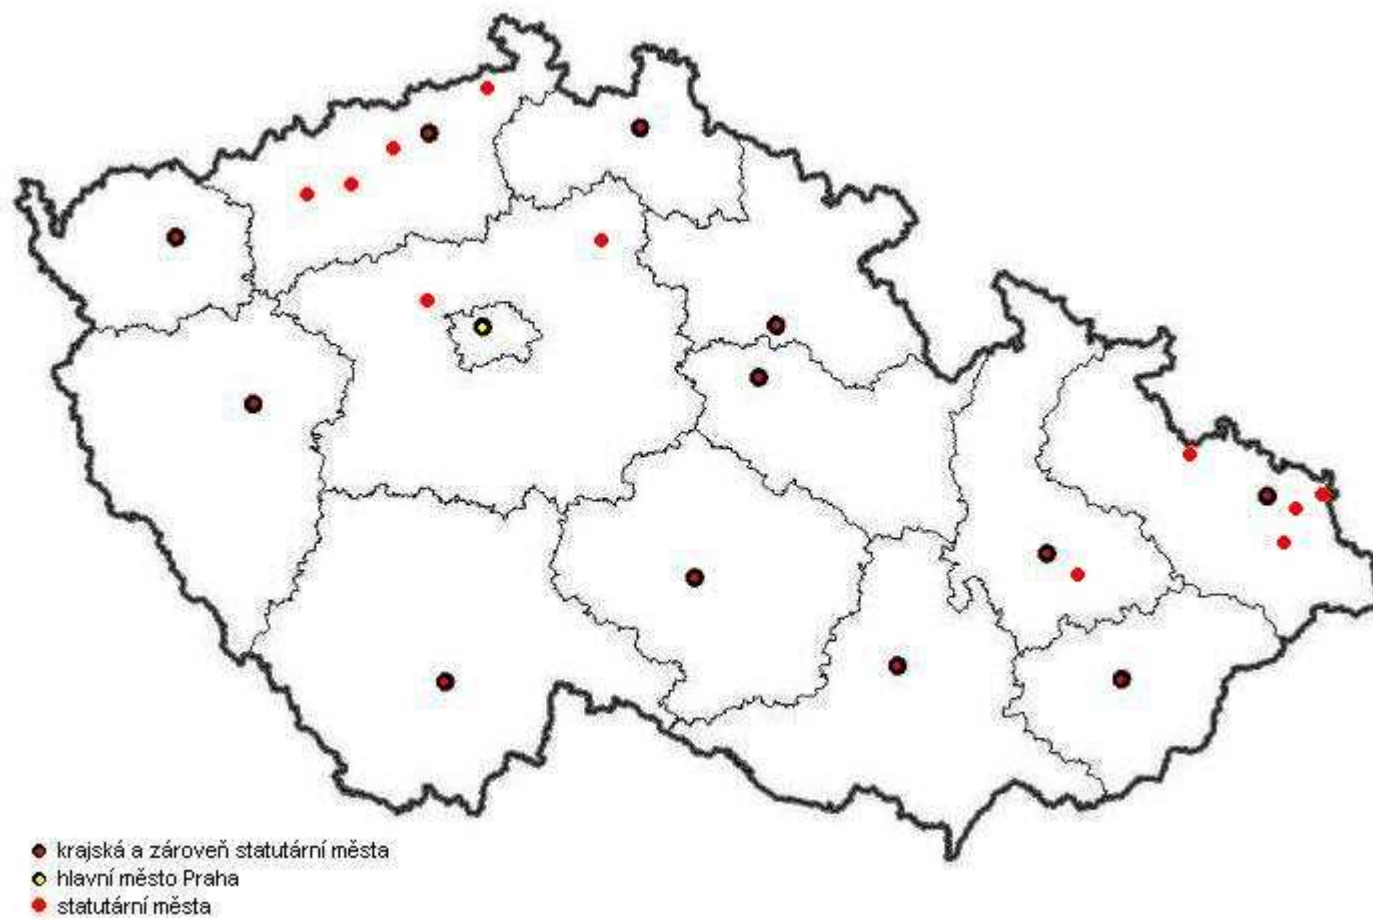 krajská a zároveň statutární města
hlavní město Praha
statutární města